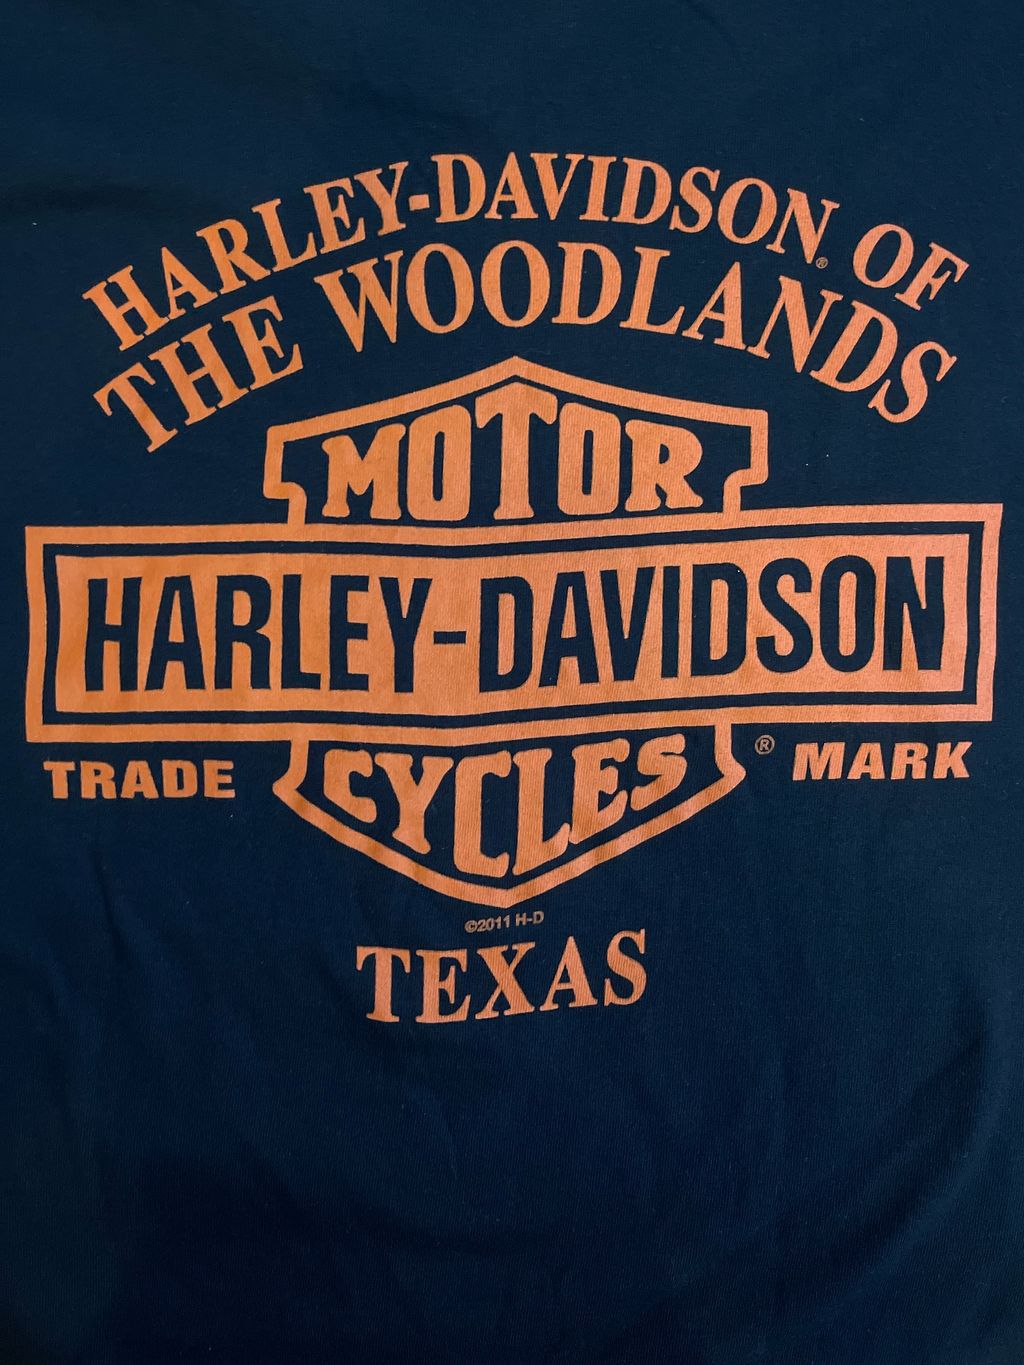 HARLEY-DAVIDSON® OF
THE WOODLANDS
MOTOR
HARLEY-DAVIDSON
CYCLES
TRADE ® MARK
©2011 H-D
TEXAS